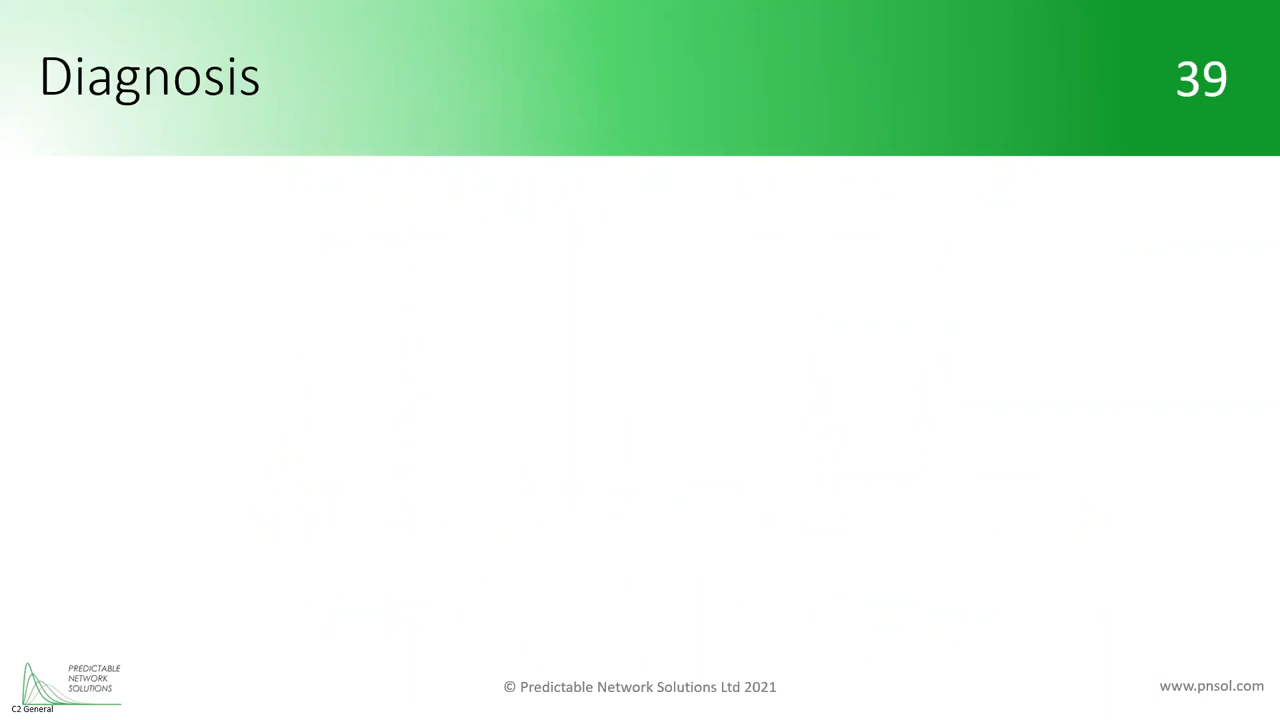 Diagnosis
39
PREDICTABLE
NETWORK
SOLUTIONS
C2 General
© Predictable Network Solutions Ltd 2021
www.pnsol.com